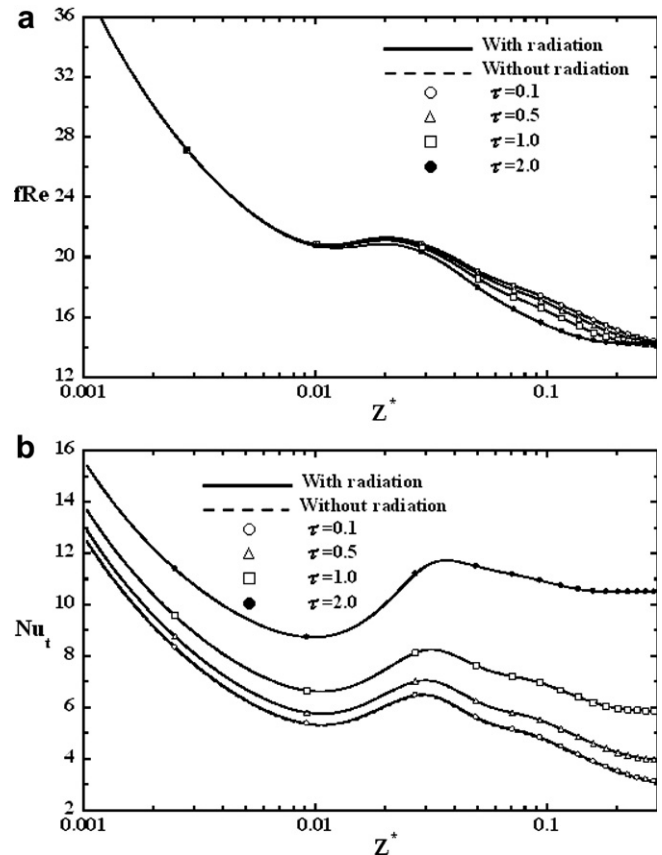 a
36
32
28
fRe
24
20
16
12
With radiation
Without radiation
τ=0.1
τ=0.5
τ=1.0
τ=2.0
0.001
0.01
0.1
Z*
b
16
14
12
10
Nu_t
8
6
4
2
With radiation
Without radiation
τ=0.1
τ=0.5
τ=1.0
τ=2.0
0.001
0.01
0.1
Z*